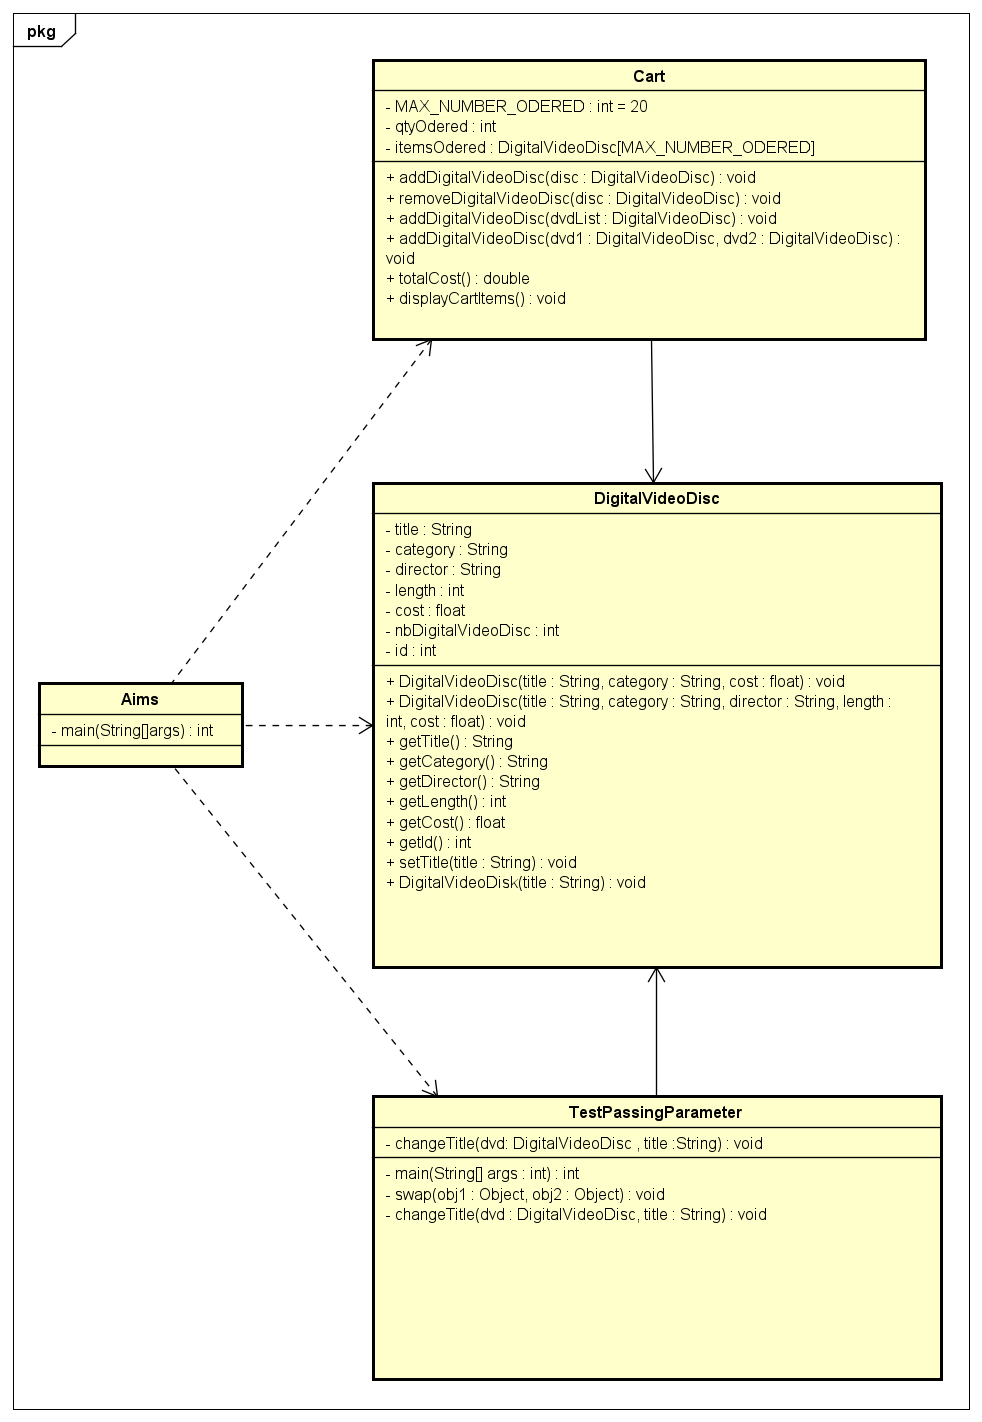 pkg
Cart
- MAX_NUMBER_ODERED : int = 20
- qtyOdered : int
- itemsOdered : DigitalVideoDisc[MAX_NUMBER_ODERED]
+ addDigitalVideoDisc(disc : DigitalVideoDisc) : void
+ removeDigitalVideoDisc(disc : DigitalVideoDisc) : void
+ addDigitalVideoDisc(dvdList : DigitalVideoDisc) : void
+ addDigitalVideoDisc(dvd1 : DigitalVideoDisc, dvd2 : DigitalVideoDisc) :
void
+ totalCost() : double
+ displayCartItems() : void
DigitalVideoDisc
- title : String
- category : String
- director : String
- length : int
- cost : float
- nbDigitalVideoDisc : int
- id : int
+ DigitalVideoDisc(title : String, category : String, cost : float) : void
+ DigitalVideoDisc(title : String, category : String, director : String, length :
int, cost : float) : void
+ getTitle() : String
+ getCategory() : String
+ getDirector() : String
+ getLength() : int
+ getCost() : float
+ getId() : int
+ setTitle(title : String) : void
+ DigitalVideoDisk(title : String) : void
Aims
- main(String[]args) : int
TestPassingParameter
- changeTitle(dvd: DigitalVideoDisc , title :String) : void
- main(String[] args : int) : int
- swap(obj1 : Object, obj2 : Object) : void
- changeTitle(dvd : DigitalVideoDisc, title : String) : void